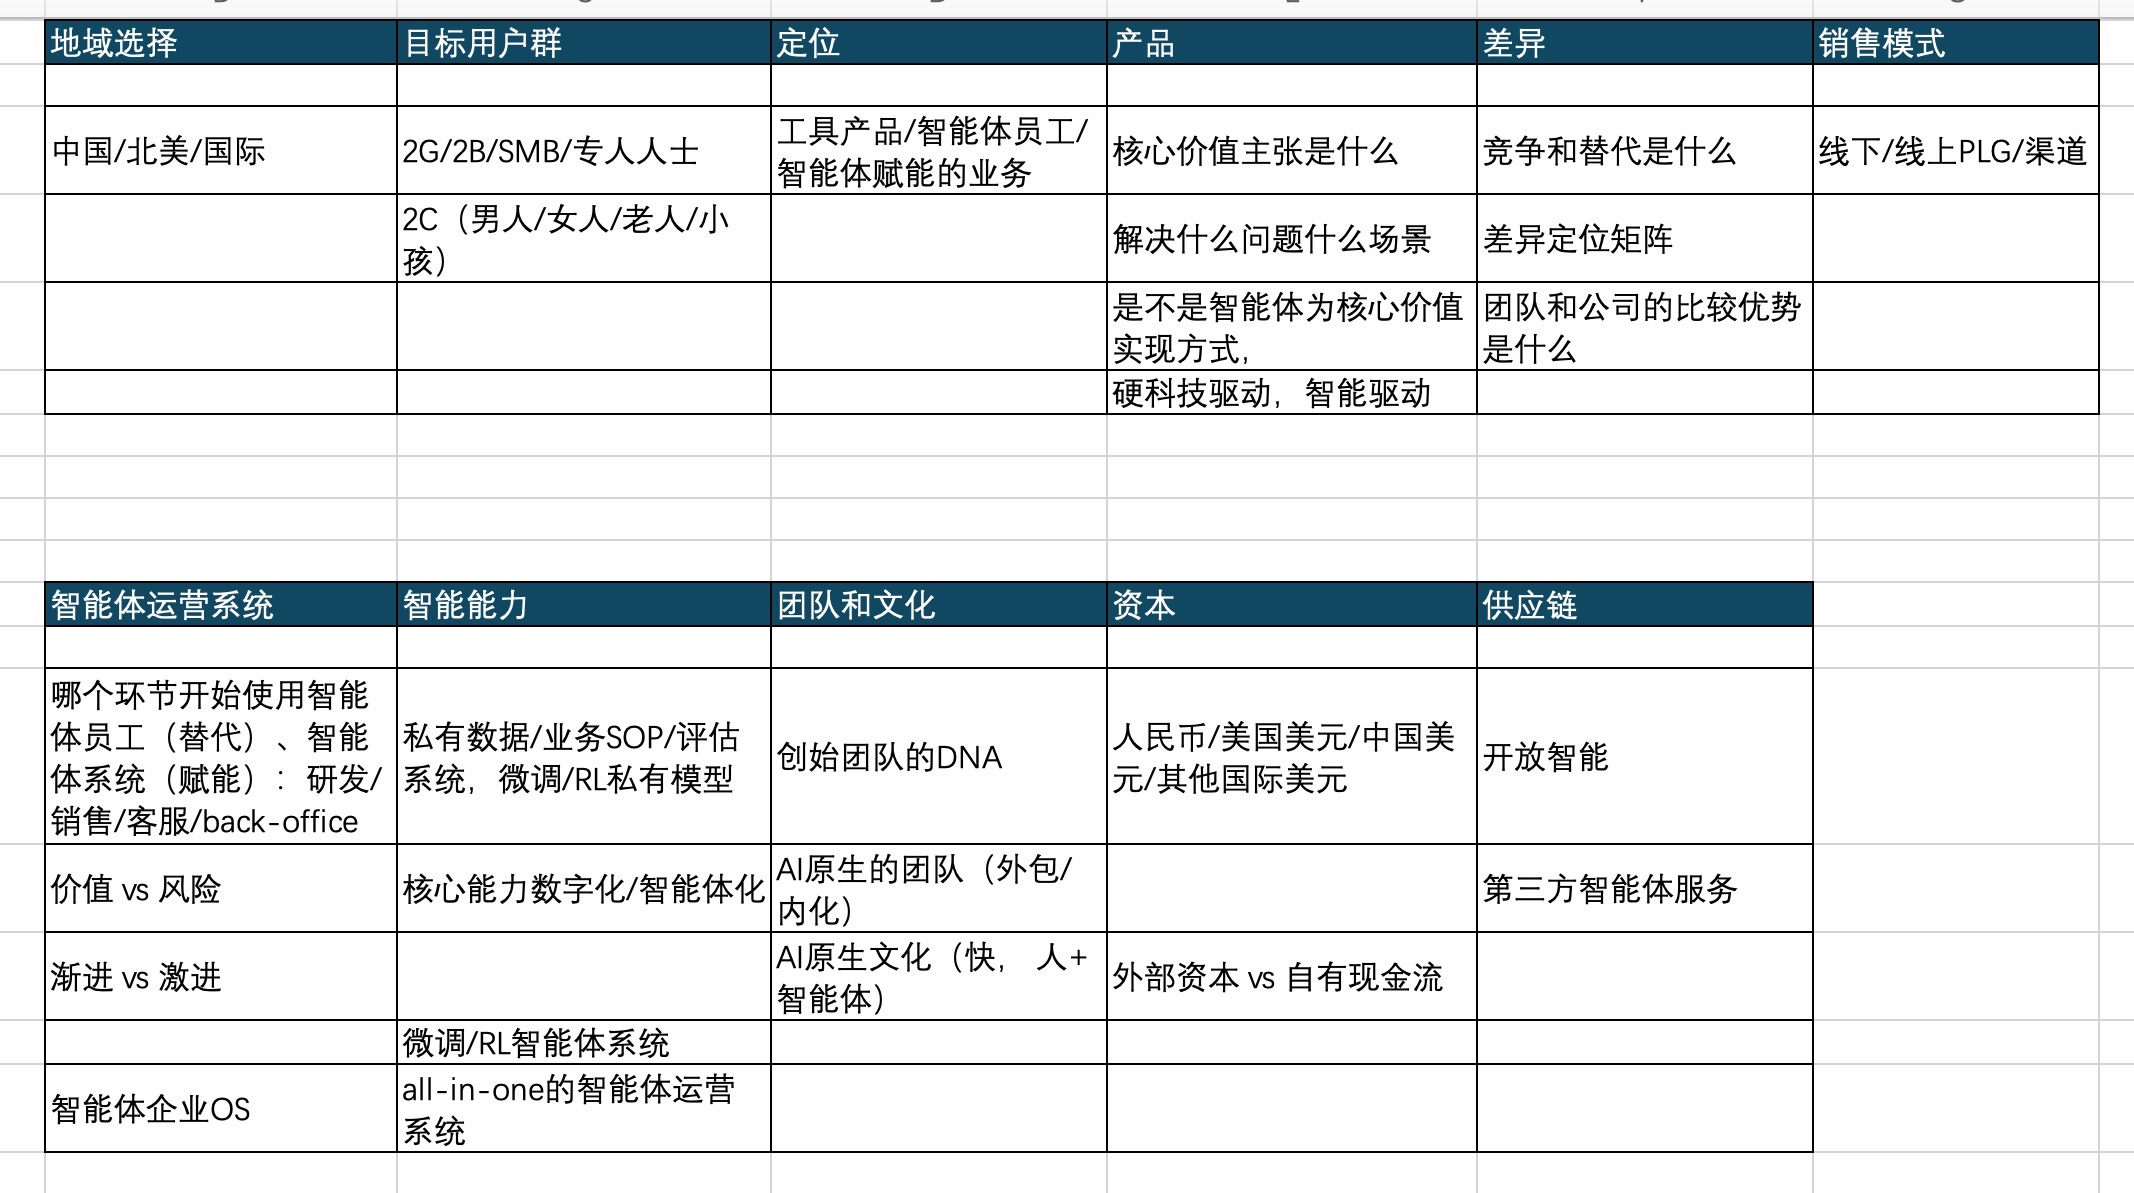 地域选择 目标用户群 定位 产品 差异 销售模式
中国/北美/国际 2G/2B/SMB/专人人士 工具产品/智能体员工/ 核心价值主张是什么 竞争和替代是什么 线下/线上PLG/渠道
智能体赋能的业务
2C（男人/女人/老人/小 解决什么问题什么场景 差异定位矩阵
孩）
是不是智能体为核心价值 团队和公司的比较优势
实现方式， 是什么
硬科技驱动，智能驱动
智能体运营系统 智能能力 团队和文化 资本 供应链
哪个环节开始使用智能
体员工（替代）、智能
体系统（赋能）：研发/
销售/客服/back-office
私有数据/业务SOP/评估
系统，微调/RL私有模型
创始团队的DNA
人民币/美国美元/中国美
元/其他国际美元
开放智能
价值 vs 风险 核心能力数字化/智能体化 AI原生的团队（外包/ 第三方智能体服务
内化）
渐进 vs 激进 AI原生文化（快， 人+ 外部资本 vs 自有现金流
智能体）
微调/RL智能体系统
智能体企业OS all-in-one的智能体运营
系统